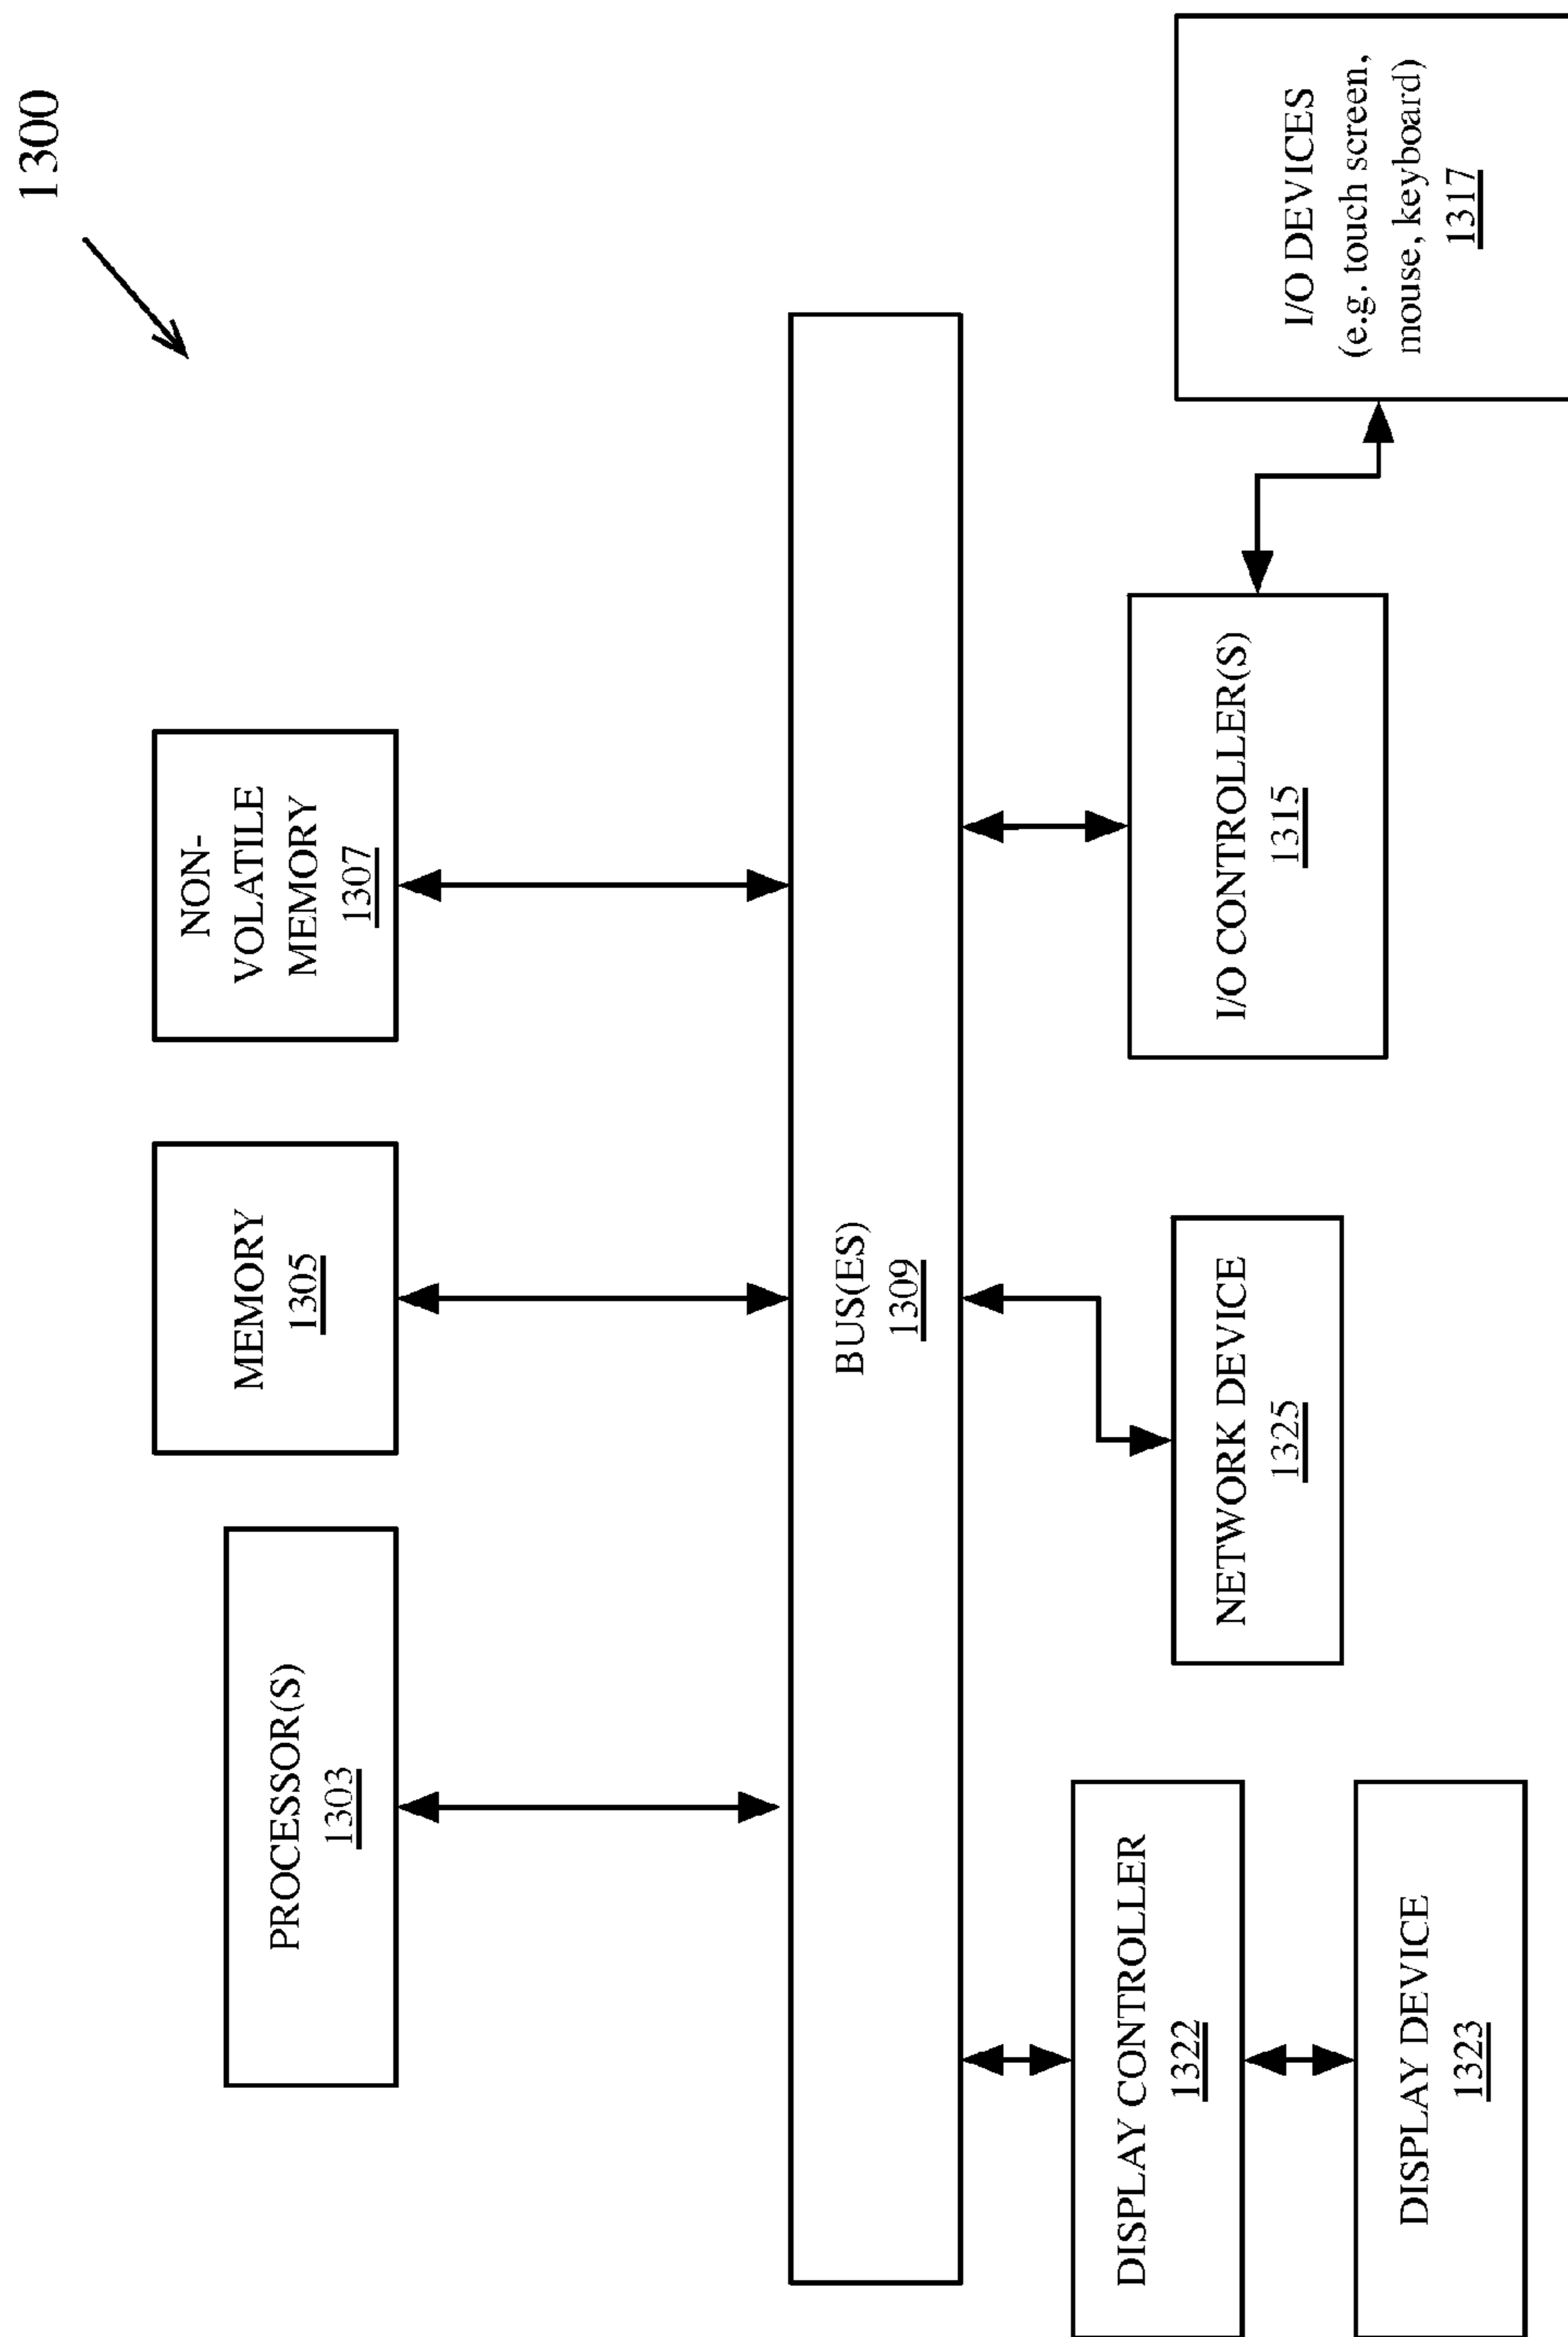 1300
PROCESSOR(S)
1303
MEMORY
1305
NON-
VOLATILE
MEMORY
1307
BUS(ES)
1309
DISPLAY CONTROLLER
1322
DISPLAY DEVICE
1323
NETWORK DEVICE
1325
I/O CONTROLLER(S)
1315
I/O DEVICES
(e.g. touch screen,
mouse, keyboard)
1317